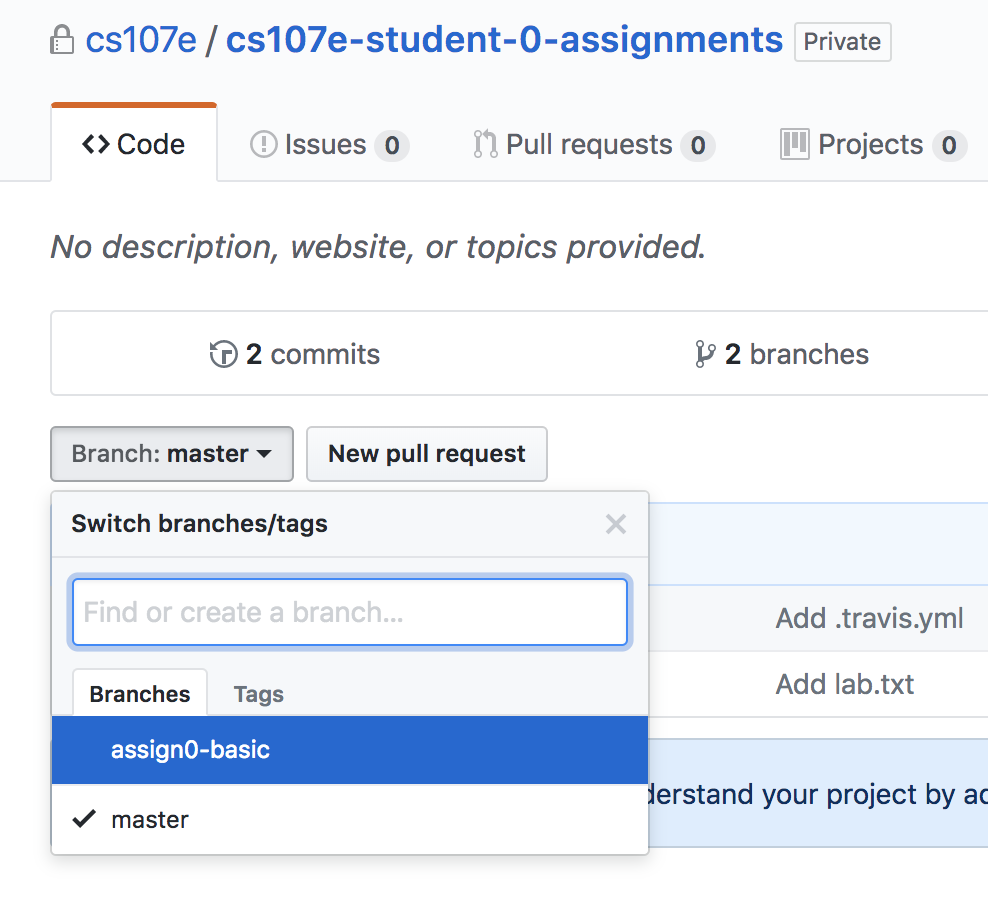 cs107e / cs107e-student-0-assignments Private
Code Issues 0 Pull requests 0 Projects 0
No description, website, or topics provided.
2 commits 2 branches
Branch: master New pull request
Switch branches/tags
Find or create a branch...
Add .travis.yml
Add lab.txt
Branches Tags
assign0-basic
your project by
master